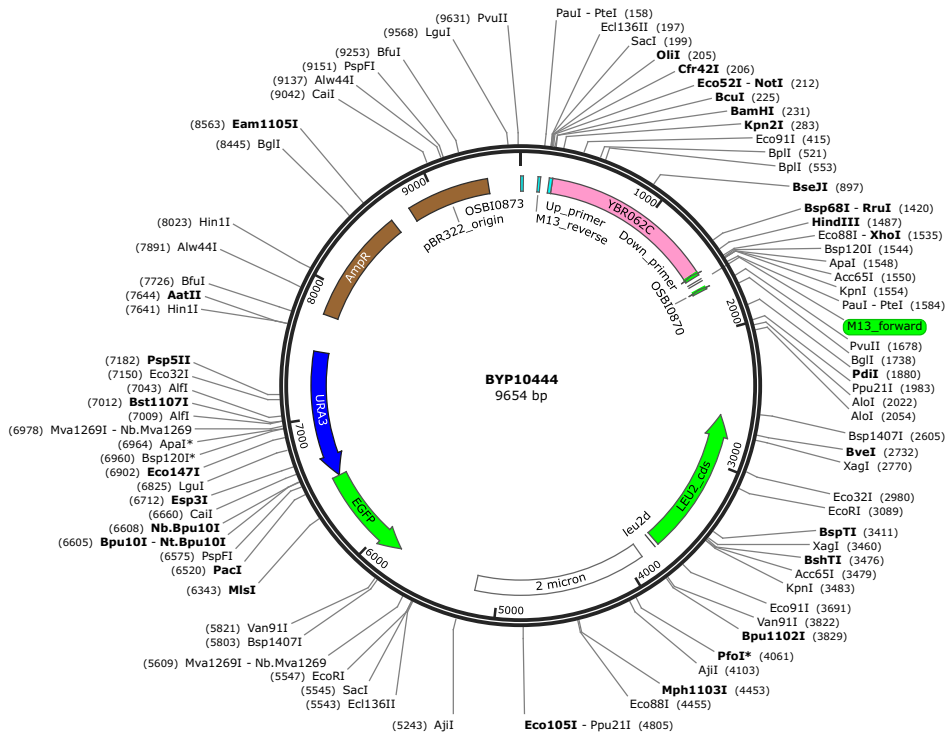 (9631) PvuII
(9568) LguI
(9253) BfuI
(9151) PspFI
(9137) Alw44I
(9042) CaiI
(8563) Eam1105I
(8445) BglI
(8023) Hin1I
(7891) Alw44I
(7726) BfuI
(7644) AatII
(7641) Hin1I
(7182) Psp5II
(7150) Eco32I
(7043) AlfI
(7012) Bst1107I
(7009) AlfI
(6978) Mva1269I - Nb.Mva1269
(6964) ApaI*
(6960) Bsp120I*
(6902) Eco147I
(6825) LguI
(6712) Esp3I
(6660) CaiI
(6608) Nb.Bpu10I
(6605) Bpu10I - Nt.Bpu10I
(6575) PspFI
(6520) PacI
(6343) MlsI
(5821) Van91I
(5803) Bsp1407I
(5609) Mva1269I - Nb.Mva1269
(5547) EcoRI
(5545) SacI
(5543) Ecl136II
(5243) AjiI
PauI - PteI (158)
Ecl136II (197)
SacI (199)
OliI (205)
Cfr42I (206)
Eco52I - NotI (212)
BcuI (225)
BamHI (231)
Kpn2I (283)
Eco91I (415)
BplI (521)
BplI (553)
BseJI (897)
Bsp68I - RruI (1420)
HindIII (1487)
Eco88I - XhoI (1535)
Bsp120I (1544)
ApaI (1548)
Acc65I (1550)
KpnI (1554)
PauI - PteI (1584)
M13_forward
PvuII (1678)
BglI (1738)
PdiI (1880)
Ppu21I (1983)
AloI (2022)
AloI (2054)
Bsp1407I (2605)
BveI (2732)
XagI (2770)
Eco32I (2980)
EcoRI (3089)
BspTI (3411)
XagI (3460)
BshTI (3476)
Acc65I (3479)
KpnI (3483)
Eco91I (3691)
Van91I (3822)
Bpu1102I (3829)
PfoI* (4061)
AjiI (4103)
Mph1103I (4453)
Eco88I (4455)
Eco105I - Ppu21I (4805)
1000
2000
3000
4000
5000
6000
7000
8000
9000
OSBI0873
pBR322_origin
AmpR
URA3
EGFP
2 micron
leu2d
LEU2_cds
OSBI0870
Down_primer
YBR062C
Up_primer
M13_reverse
BYP10444
9654 bp